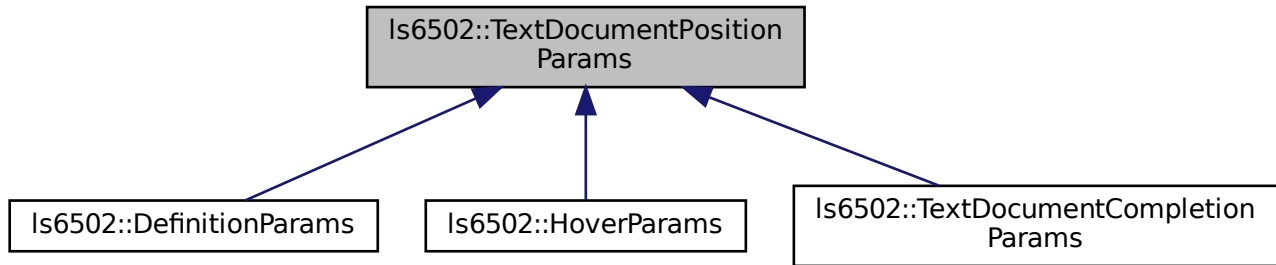 ls6502::TextDocumentPosition
Params
ls6502::DefinitionParams
ls6502::HoverParams
ls6502::TextDocumentCompletion
Params